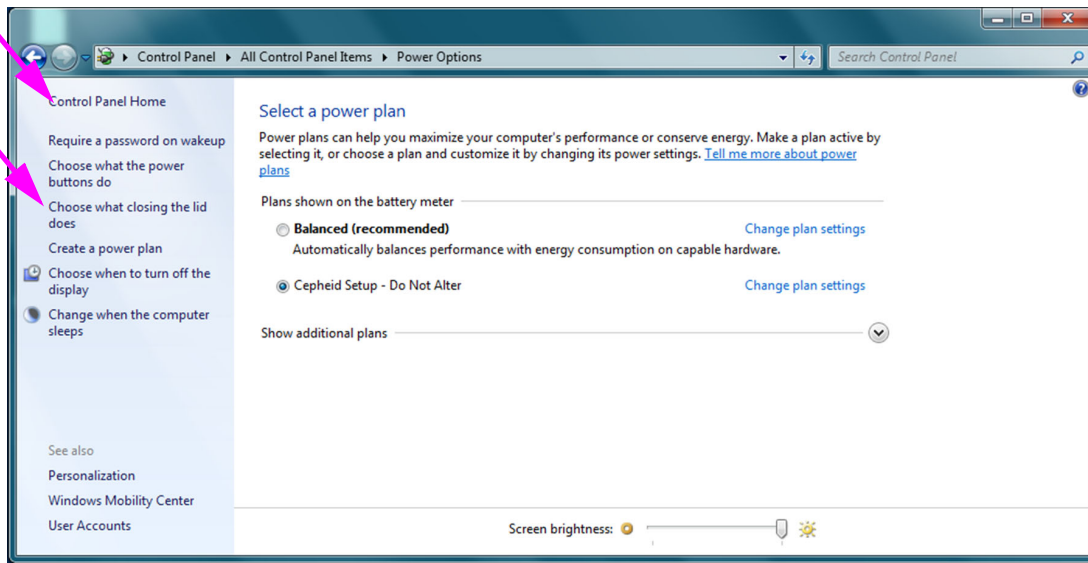 Control Panel ▸ All Control Panel Items ▸ Power Options
Search Control Panel
Control Panel Home
Require a password on wakeup
Choose what the power
buttons do
Choose what closing the lid
does
Create a power plan
Choose when to turn off the
display
Change when the computer
sleeps
See also
Personalization
Windows Mobility Center
User Accounts
Select a power plan
Power plans can help you maximize your computer's performance or conserve energy. Make a plan active by
selecting it, or choose a plan and customize it by changing its power settings. Tell me more about power
plans
Plans shown on the battery meter
Balanced (recommended) Change plan settings
Automatically balances performance with energy consumption on capable hardware.
Cepheid Setup - Do Not Alter Change plan settings
Show additional plans
Screen brightness: